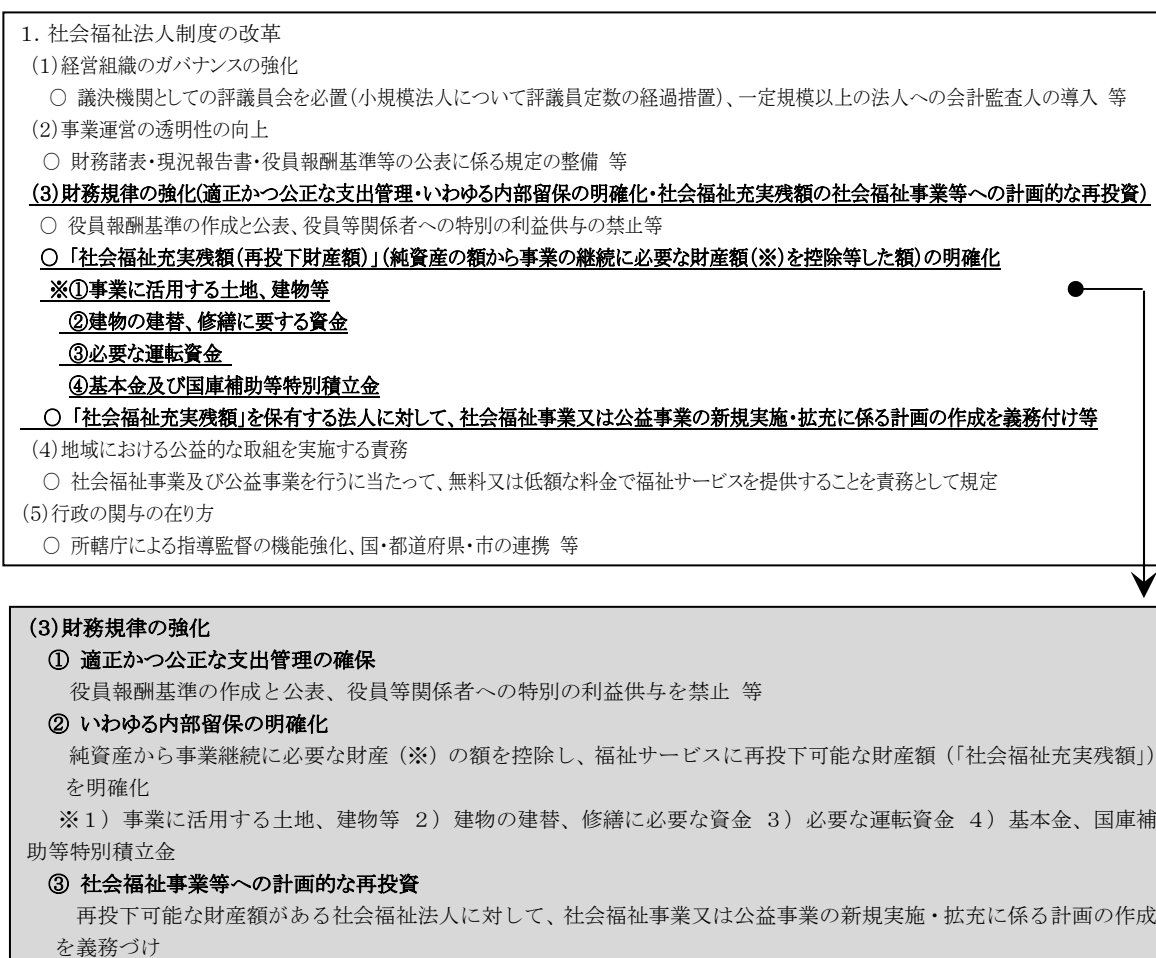 １．社会福祉法人制度の改革
(1)経営組織のガバナンスの強化
○ 議決機関としての評議員会を必置(小規模法人について評議員定数の経過措置)、一定規模以上の法人への会計監査人の導入 等
(2)事業運営の透明性の向上
○ 財務諸表・現況報告書・役員報酬基準等の公表に係る規定の整備 等
(3)財務規律の強化(適正かつ公正な支出管理・いわゆる内部留保の明確化・社会福祉充実残額の社会福祉事業等への計画的な再投資)
○ 役員報酬基準の作成と公表、役員等関係者への特別の利益供与の禁止等
○ 「社会福祉充実残額(再投下財産額)」(純資産の額から事業の継続に必要な財産額(※)を控除等した額)の明確化
※①事業に活用する土地、建物等
②建物の建替、修繕に要する資金
③必要な運転資金
④基本金及び国庫補助等特別積立金
○ 「社会福祉充実残額」を保有する法人に対して、社会福祉事業又は公益事業の新規実施・拡充に係る計画の作成を義務付け等
(4)地域における公益的な取組を実施する責務
○ 社会福祉事業及び公益事業を行うに当たって、無料又は低額な料金で福祉サービスを提供することを責務として規定
(5)行政の関与の在り方
○ 所轄庁による指導監督の機能強化、国・都道府県・市の連携 等
(3)財務規律の強化
① 適正かつ公正な支出管理の確保
役員報酬基準の作成と公表、役員等関係者への特別の利益供与を禁止 等
② いわゆる内部留保の明確化
純資産から事業継続に必要な財産（※）の額を控除し、福祉サービスに再投下可能な財産額（「社会福祉充実残額」）
を明確化
※１）事業に活用する土地、建物等 ２）建物の建替、修繕に必要な資金 ３）必要な運転資金 ４）基本金、国庫補
助等特別積立金
③ 社会福祉事業等への計画的な再投資
再投下可能な財産額がある社会福祉法人に対して、社会福祉事業又は公益事業の新規実施・拡充に係る計画の作成
を義務づけ